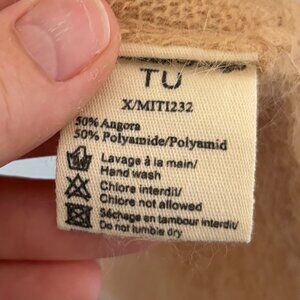 TU
X/MITI232
50% Angora
50% Polyamide/Polyamid
Lavage à la main/
Hand wash
Chlore interdit/
Chlore not allowed
Séchage en tambour interdit/
Do not tumble dry